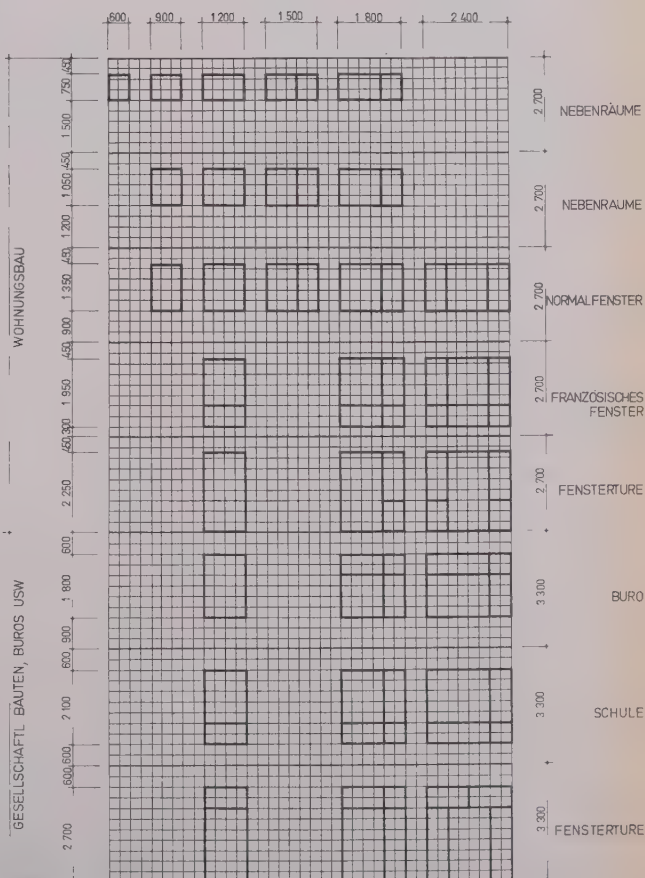 600 900 1 200 1 500 1 800 2 400
WOHNUNGSBAU
450
750
1 500
2 700
NEBENRÄUME
450
1 050
1 200
2 700
NEBENRAUME
450
1 350
900
2 700
NORMALFENSTER
450
1 950
300
2 700
FRANZÖSISCHES
FENSTER
450
2 250
2 700
FENSTERTURE
GESELLSCHAFTL BAUTEN, BUROS USW
600
1 800
900
3 300
BURO
600
2 100
600
3 300
SCHULE
600
2 700
3 300
FENSTERTURE